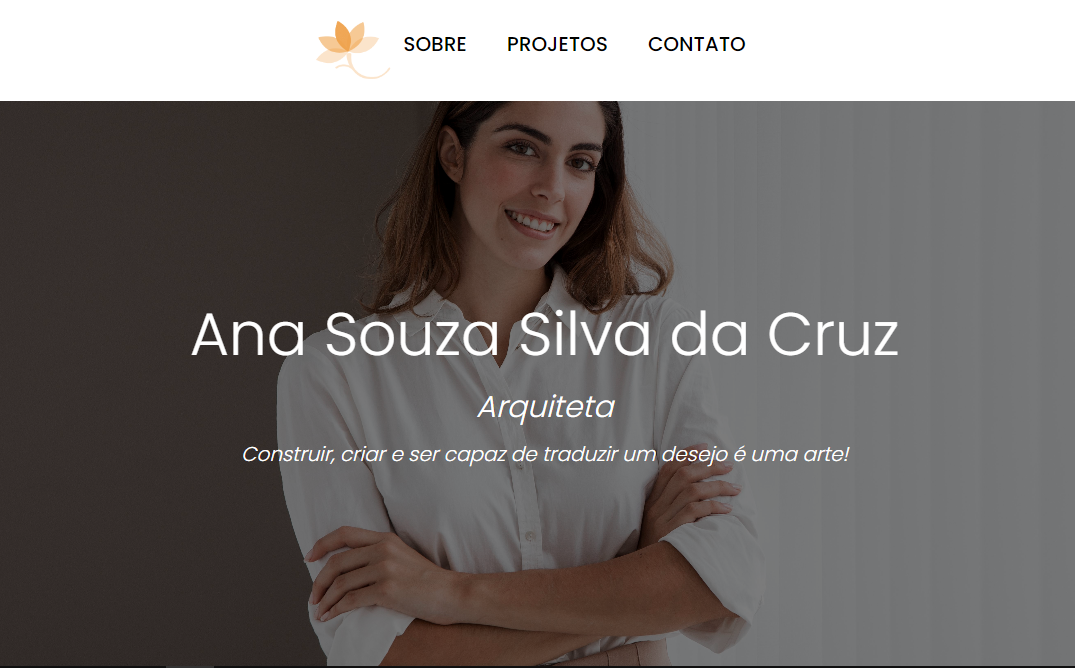 SOBRE PROJETOS CONTATO
Ana Souza Silva da Cruz
Arquiteta
Construir, criar e ser capaz de traduzir um desejo é uma arte!